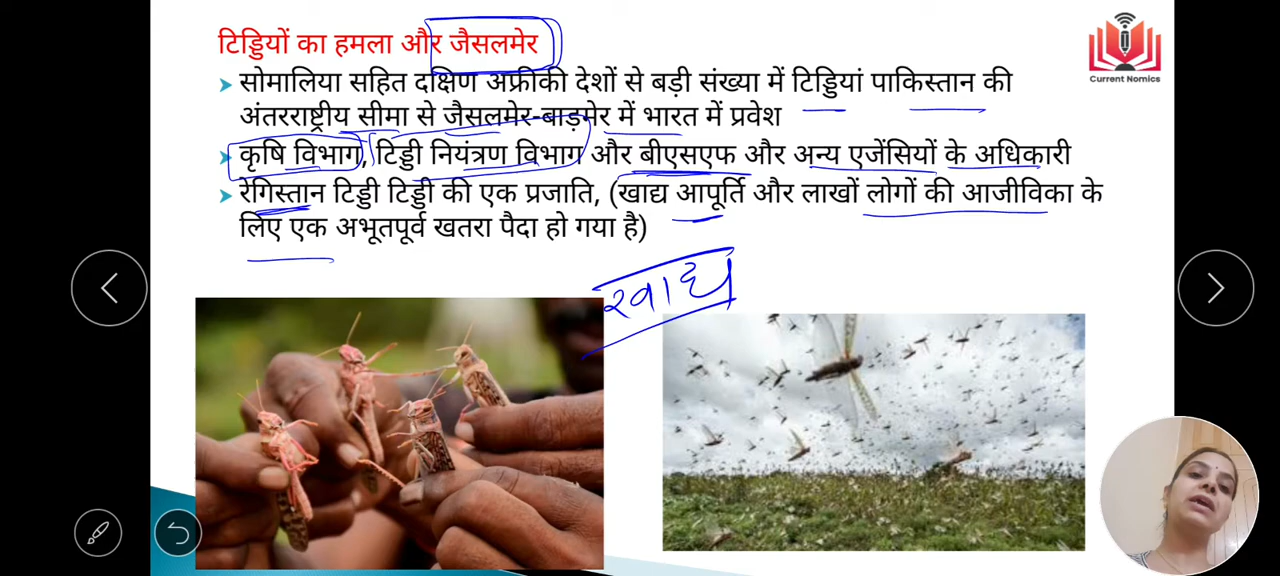 टिड्डियों का हमला और जैसलमेर
Current Nomics
सोमालिया सहित दक्षिण अफ्रीकी देशों से बड़ी संख्या में टिड्डियां पाकिस्तान की
अंतरराष्ट्रीय सीमा से जैसलमेर-बाड़मेर में भारत में प्रवेश
कृषि विभाग, टिड्डी नियंत्रण विभाग और बीएसएफ और अन्य एजेंसियों के अधिकारी
रेगिस्तान टिड्डी टिड्डी की एक प्रजाति, (खाद्य आपूर्ति और लाखों लोगों की आजीविका के
लिए एक अभूतपूर्व खतरा पैदा हो गया है)
खाद्य